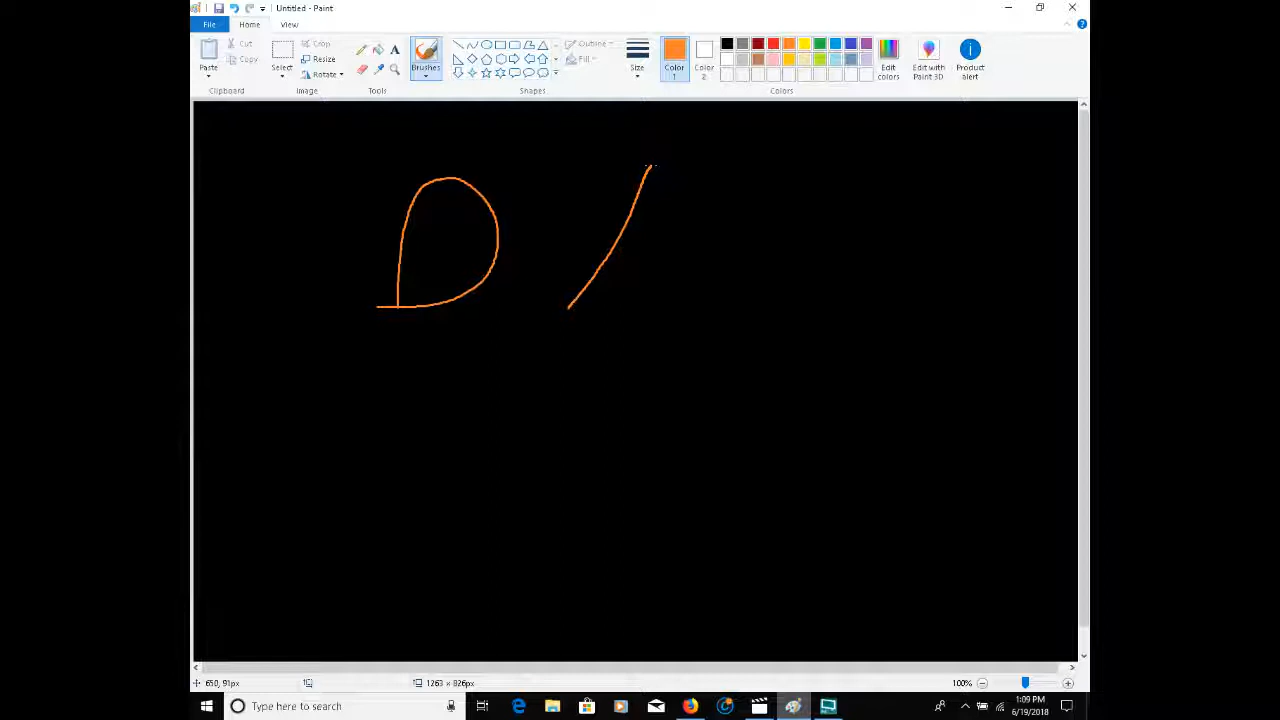 Untitled - Paint
File Home View
Paste Cut Copy Clipboard
Select Crop Resize Rotate Image
Tools
Brushes
Outline Fill Shapes
Size
Color 1
Color 2
Edit colors
Colors
Edit with Paint 3D
Product alert
D /
650, 91px
1263 × 826px
100%
Type here to search
1:09 PM
6/19/2018